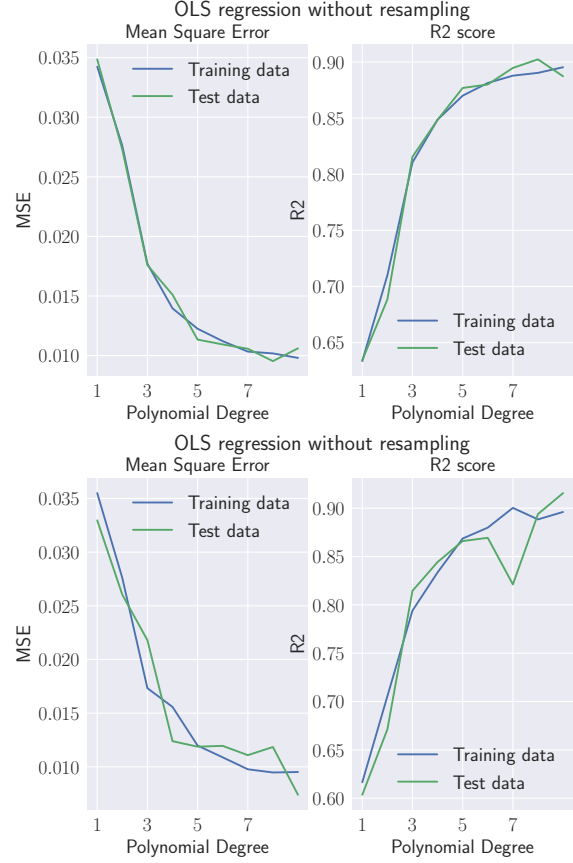 OLS regression without resampling
Mean Square Error
R2 score
0.035
0.030
0.025
0.020
0.015
0.010
MSE
Training data
Test data
1 3 5 7
Polynomial Degree
0.90
0.85
0.80
0.75
0.70
0.65
R2
Training data
Test data
1 3 5 7
Polynomial Degree
OLS regression without resampling
Mean Square Error
R2 score
0.035
0.030
0.025
0.020
0.015
0.010
MSE
Training data
Test data
1 3 5 7
Polynomial Degree
0.90
0.85
0.80
0.75
0.70
0.65
0.60
R2
Training data
Test data
1 3 5 7
Polynomial Degree